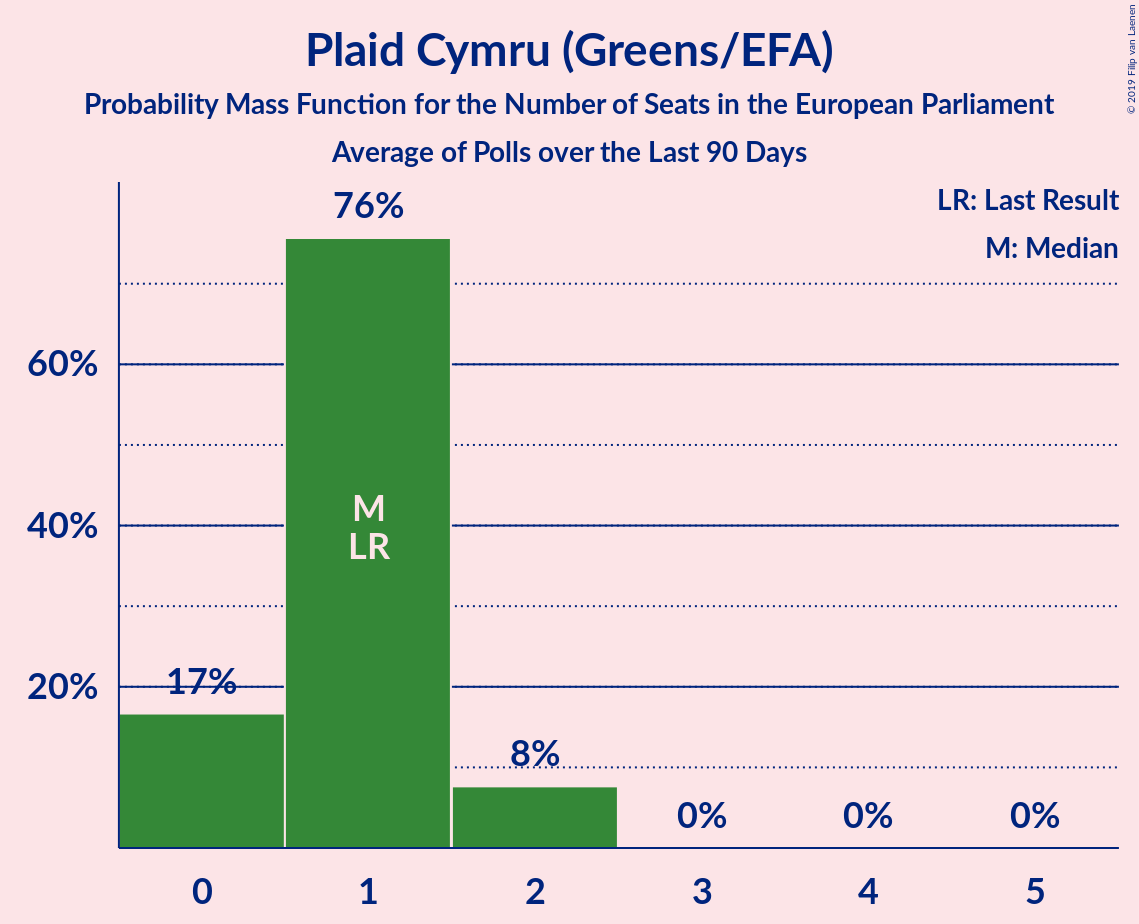 Plaid Cymru (Greens/EFA)
Probability Mass Function for the Number of Seats in the European Parliament
Average of Polls over the Last 90 Days
© 2019 Filip van Laenen
LR: Last Result
M: Median
76%
60%
M
40%
LR
17%
20%
8%
0%
0%
0%
0 1 2 3 4 5